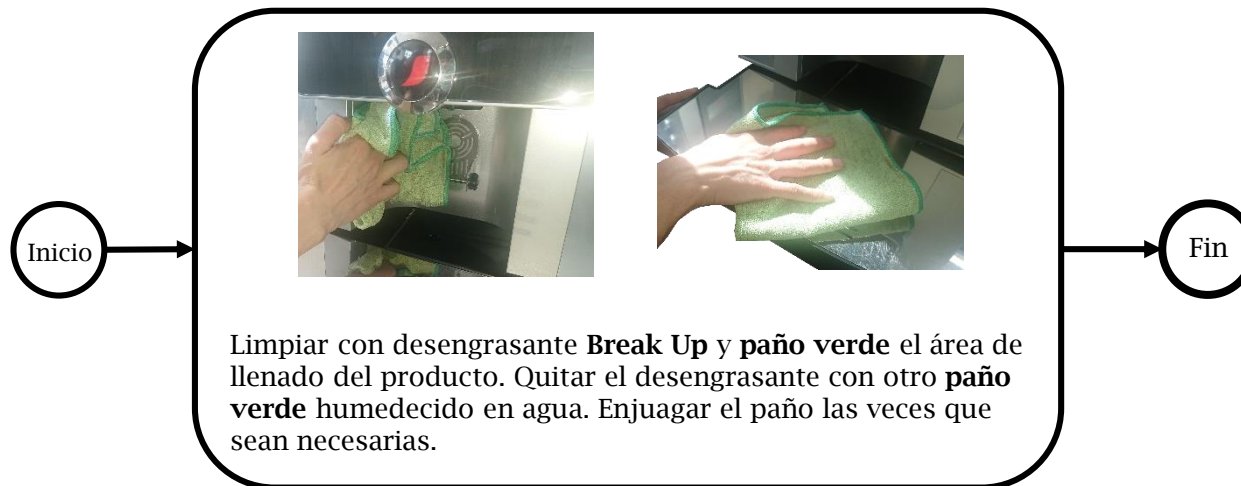 Inicio
Limpiar con desengrasante Break Up y paño verde el área de
llenado del producto. Quitar el desengrasante con otro paño
verde humedecido en agua. Enjuagar el paño las veces que
sean necesarias.
Fin